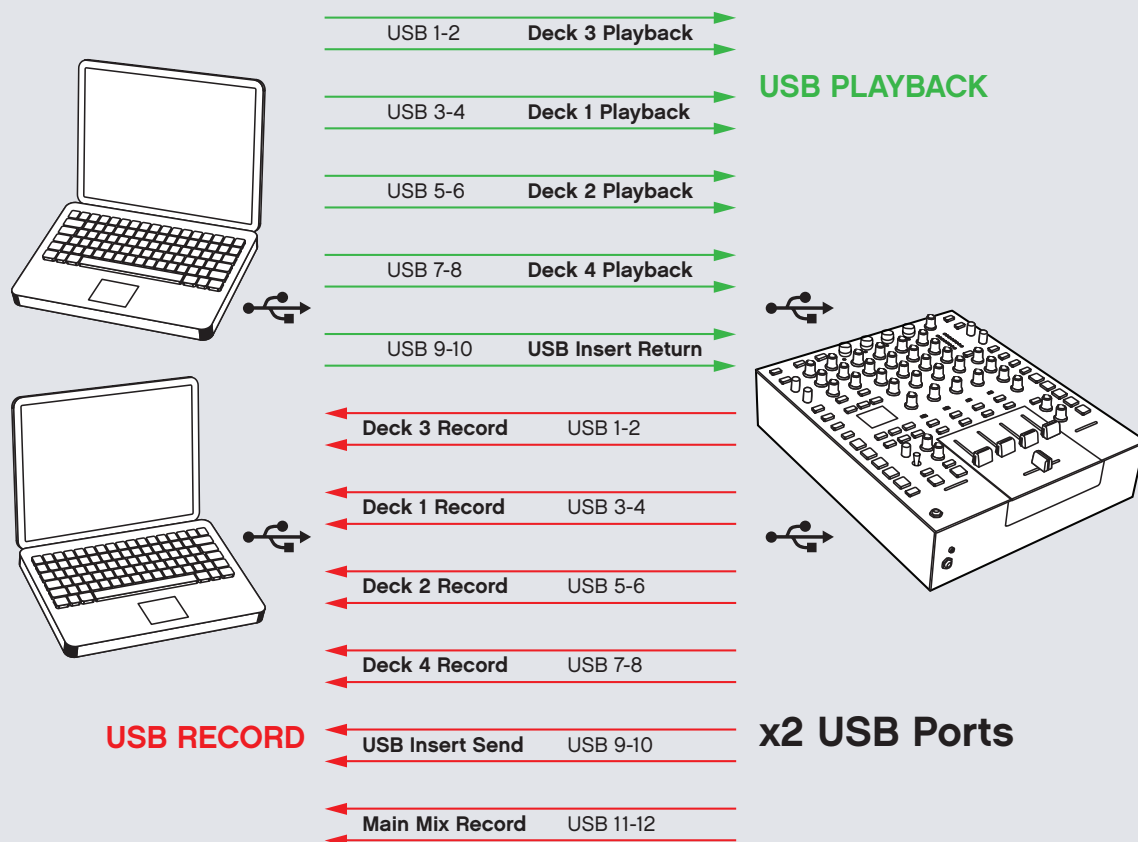 USB 1-2 Deck 3 Playback
USB PLAYBACK
USB 3-4 Deck 1 Playback
USB 5-6 Deck 2 Playback
USB 7-8 Deck 4 Playback
USB 9-10 USB Insert Return
Deck 3 Record USB 1-2
Deck 1 Record USB 3-4
Deck 2 Record USB 5-6
Deck 4 Record USB 7-8
USB RECORD
x2 USB Ports
USB Insert Send USB 9-10
Main Mix Record USB 11-12